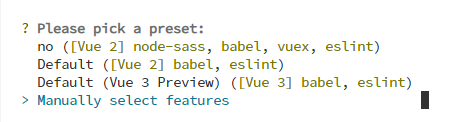 ? Please pick a preset:
no ([Vue 2] node-sass, babel, vuex, eslint)
Default ([Vue 2] babel, eslint)
Default (Vue 3 Preview) ([Vue 3] babel, eslint)
> Manually select features